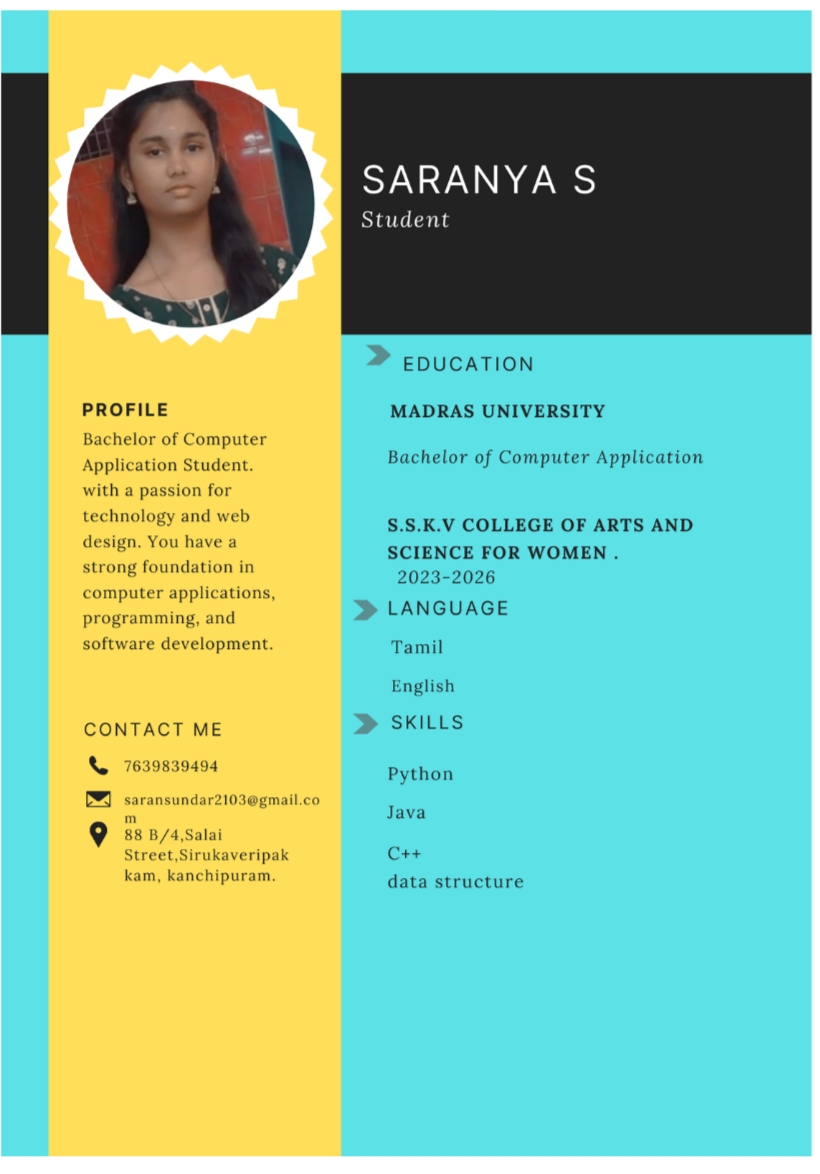 SARANYA S
Student
PROFILE
Bachelor of Computer
Application Student.
with a passion for
technology and web
design. You have a
strong foundation in
computer applications,
programming, and
software development.
CONTACT ME
7639839494
saransundar2103@gmail.co
m
88 B/4,Salai
Street,Sirukaveripak
kam, kanchipuram.
EDUCATION
MADRAS UNIVERSITY
Bachelor of Computer Application
S.S.K.V COLLEGE OF ARTS AND
SCIENCE FOR WOMEN .
2023-2026
LANGUAGE
Tamil
English
SKILLS
Python
Java
C++
data structure